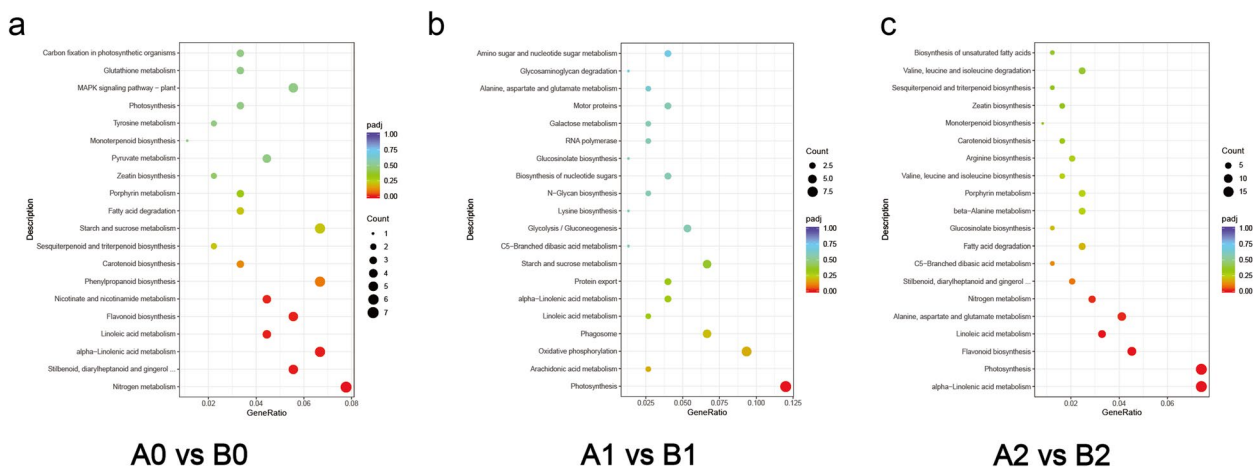 a
Carbon fixation in photosynthetic organisms
Glutathione metabolism
MAPK signaling pathway – plant
Photosynthesis
Tyrosine metabolism
Monoterpenoid biosynthesis
Pyruvate metabolism
Zeatin biosynthesis
Porphyrin metabolism
Fatty acid degradation
Starch and sucrose metabolism
Sesquiterpenoid and triterpenoid biosynthesis
Carotenoid biosynthesis
Phenylpropanoid biosynthesis
Nicotinate and nicotinamide metabolism
Flavonoid biosynthesis
Linoleic acid metabolism
alpha-Linolenic acid metabolism
Stilbenoid, diarylheptanoid and gingerol ...
Nitrogen metabolism
Description
0.02 0.04 0.06 0.08
GeneRatio
padj
1.00
0.75
0.50
0.25
0.00
Count
1
2
3
4
5
6
7
A0 vs B0
b
Amino sugar and nucleotide sugar metabolism
Glycosaminoglycan degradation
Alanine, aspartate and glutamate metabolism
Motor proteins
Galactose metabolism
RNA polymerase
Glucosinolate biosynthesis
Biosynthesis of nucleotide sugars
N-Glycan biosynthesis
Lysine biosynthesis
Glycolysis / Gluconeogenesis
C5-Branched dibasic acid metabolism
Starch and sucrose metabolism
Protein export
alpha-Linolenic acid metabolism
Linoleic acid metabolism
Phagosome
Oxidative phosphorylation
Arachidonic acid metabolism
Photosynthesis
Description
0.025 0.050 0.075 0.100 0.125
GeneRatio
Count
2.5
5.0
7.5
padj
1.00
0.75
0.50
0.25
0.00
A1 vs B1
c
Biosynthesis of unsaturated fatty acids
Valine, leucine and isoleucine degradation
Sesquiterpenoid and triterpenoid biosynthesis
Zeatin biosynthesis
Monoterpenoid biosynthesis
Carotenoid biosynthesis
Arginine biosynthesis
Valine, leucine and isoleucine biosynthesis
Porphyrin metabolism
beta-Alanine metabolism
Glucosinolate biosynthesis
Fatty acid degradation
C5-Branched dibasic acid metabolism
Stilbenoid, diarylheptanoid and gingerol ...
Nitrogen metabolism
Alanine, aspartate and glutamate metabolism
Linoleic acid metabolism
Flavonoid biosynthesis
Photosynthesis
alpha-Linolenic acid metabolism
Description
0.02 0.04 0.06
GeneRatio
Count
5
10
15
padj
1.00
0.75
0.50
0.25
0.00
A2 vs B2